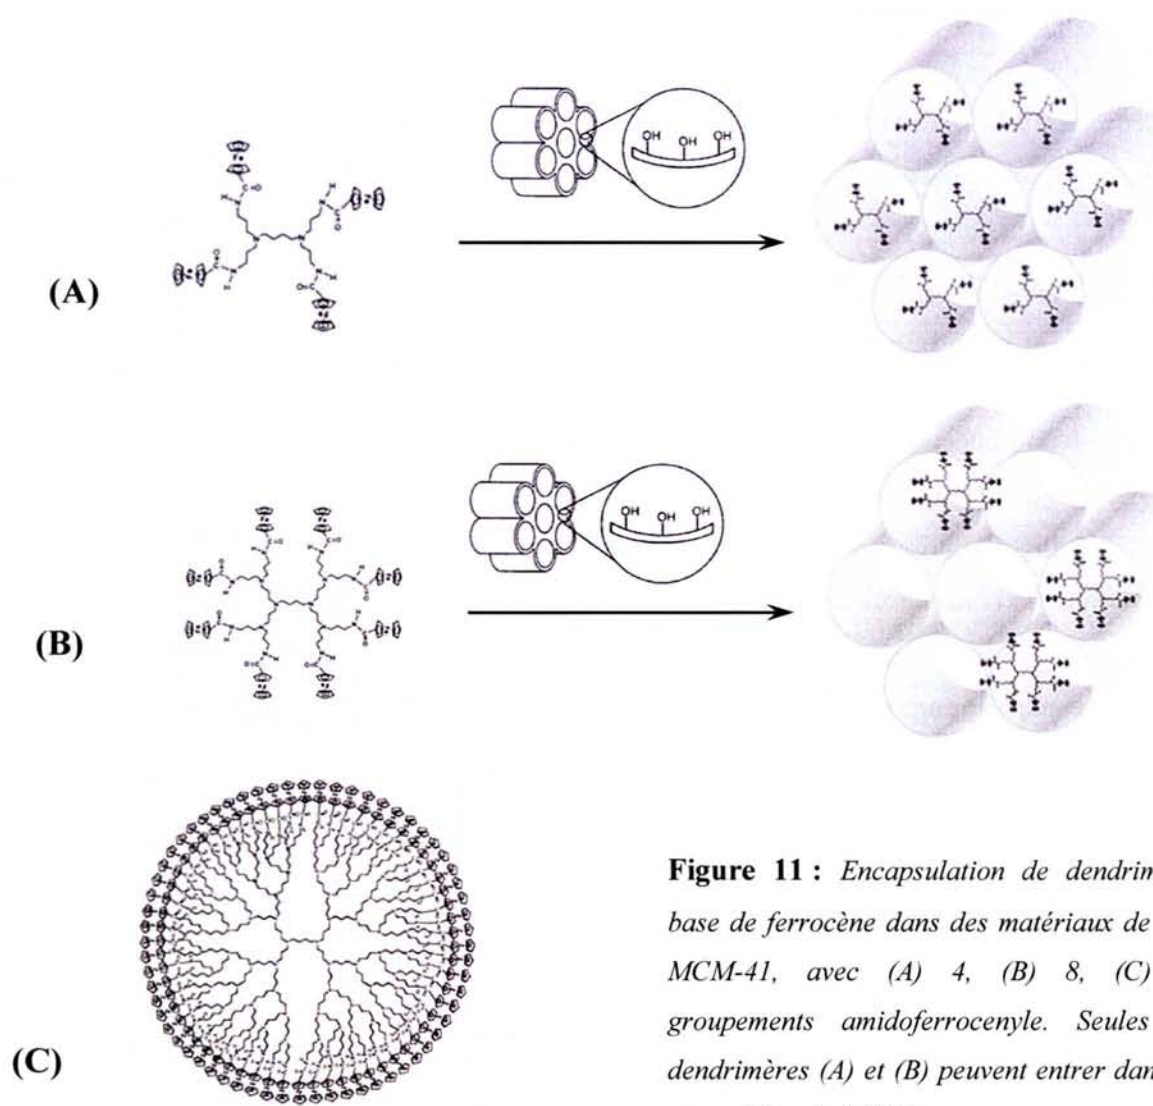 (A)
OH
OH
OH
(B)
OH
OH
OH
(C)
Figure 11 : Encapsulation de dendrim
base de ferrocène dans des matériaux de
MCM-41, avec (A) 4, (B) 8, (C)
groupements amidoferrocenyle. Seules
dendrimères (A) et (B) peuvent entrer dan